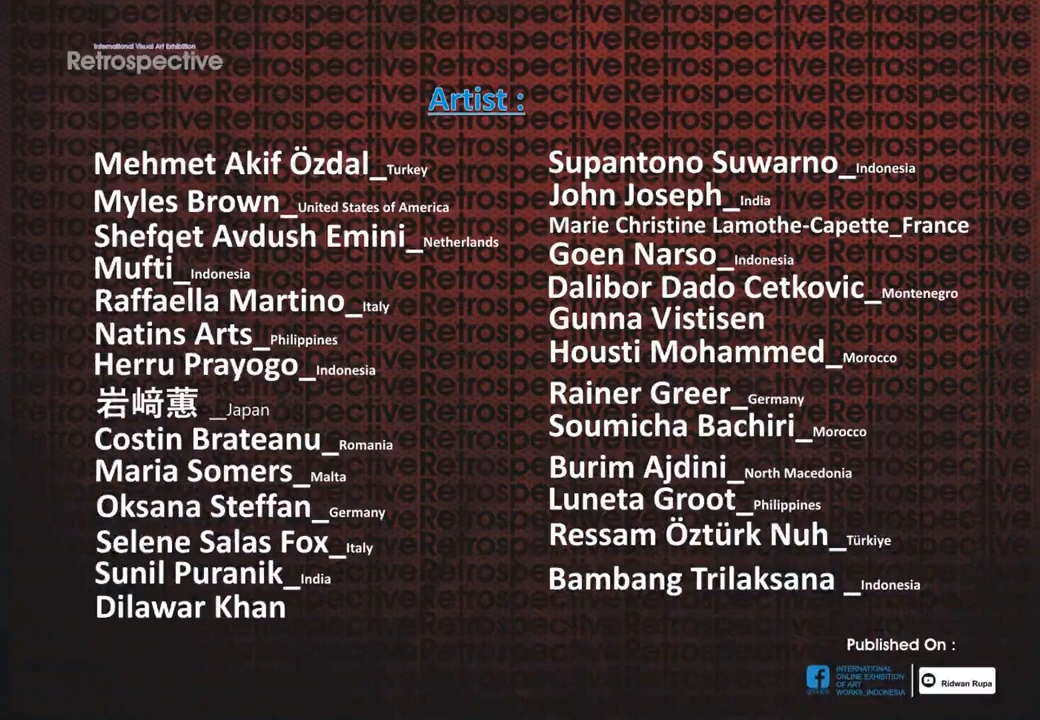 International Visual Art Exhibition
Retrospective
Artist :
Mehmet Akif Özdal_Turkey
Myles Brown_United States of America
Shefqet Avdush Emini_Netherlands
Mufti_Indonesia
Raffaella Martino_Italy
Natins Arts_Philippines
Herru Prayogo_Indonesia
岩﨑蕙 _Japan
Costin Brateanu_Romania
Maria Somers_Malta
Oksana Steffan_Germany
Selene Salas Fox_Italy
Sunil Puranik_India
Dilawar Khan
Supantono Suwarno_Indonesia
John Joseph_India
Marie Christine Lamothe-Capette_France
Goen Narso_Indonesia
Dalibor Dado Cetkovic_Montenegro
Gunna Vistisen
Housti Mohammed_Morocco
Rainer Greer_Germany
Soumicha Bachiri_Morocco
Burim Ajdini_North Macedonia
Luneta Groot_Philippines
Ressam Öztürk Nuh_Türkiye
Bambang Trilaksana _Indonesia
Published On :
INTERNATIONAL
ONLINE EXHIBITION
OF ART
WORKS_INDONESIA
Ridwan Rupa